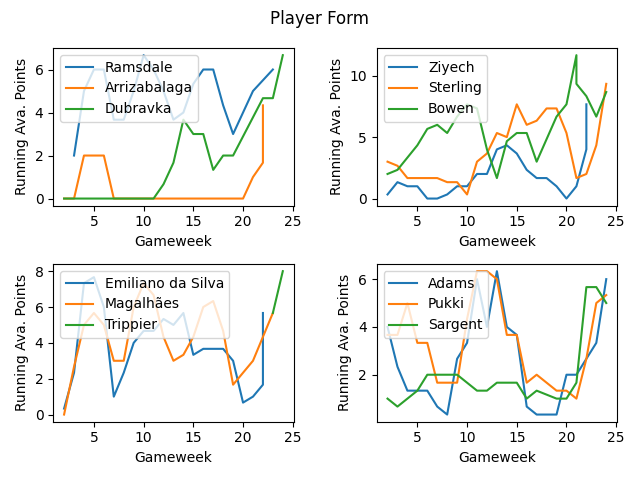 Player Form
Running Ava. Points
6
4
2
0
Ramsdale
Arrizabalaga
Dubravka
5
10
15
20
25
Gameweek
Running Ava. Points
10
5
0
Ziyech
Sterling
Bowen
5
10
15
20
25
Gameweek
Running Ava. Points
8
6
4
2
0
Emiliano da Silva
Magalhães
Trippier
5
10
15
20
25
Gameweek
Running Ava. Points
6
4
2
Adams
Pukki
Sargent
5
10
15
20
25
Gameweek